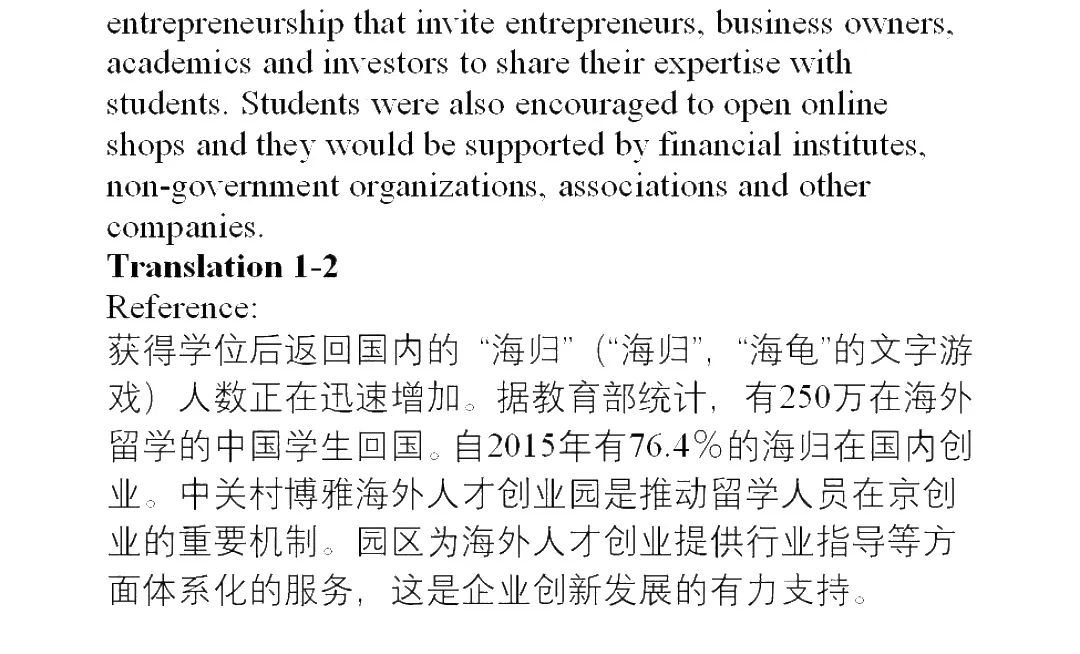 entrepreneurship that invite entrepreneurs, business owners,
academics and investors to share their expertise with
students. Students were also encouraged to open online
shops and they would be supported by financial institutes,
non-government organizations, associations and other
companies.
Translation 1-2
Reference:
获得学位后返回国内的 “海归”（“海归”，“海龟”的文字游
戏）人数正在迅速增加。据教育部统计，有250万在海外
留学的中国学生回国。自2015年有76.4%的海归在国内创
业。中关村博雅海外人才创业园是推动留学人员在京创
业的重要机制。园区为海外人才创业提供行业指导等方
面体系化的服务，这是企业创新发展的有力支持。